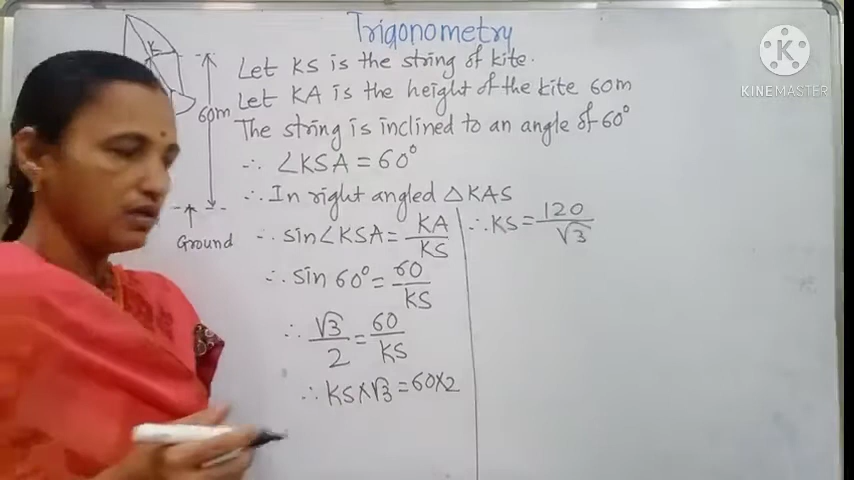 Trigonometry
K
60m
Ground
Let KS is the string of kite.
Let KA is the height of the kite 60m
The string is inclined to an angle of 60°
∴ ∠KSA = 60°
∴ In right angled △KAS
∴ sin∠KSA = KA/KS
∴ sin 60° = 60/KS
∴ √3/2 = 60/KS
∴ KS×√3 = 60×2
∴ KS = 120/√3
K
KINEMASTER